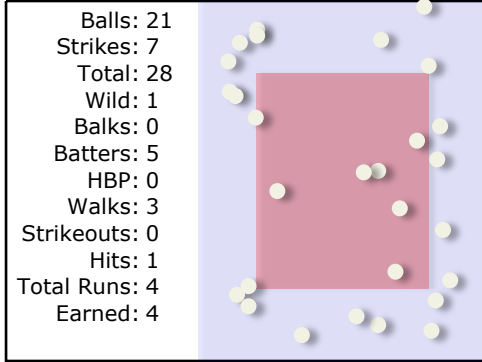 Balls: 21
Strikes: 7
Total: 28
Wild: 1
Balks: 0
Batters: 5
HBP: 0
Walks: 3
Strikeouts: 0
Hits: 1
Total Runs: 4
Earned: 4